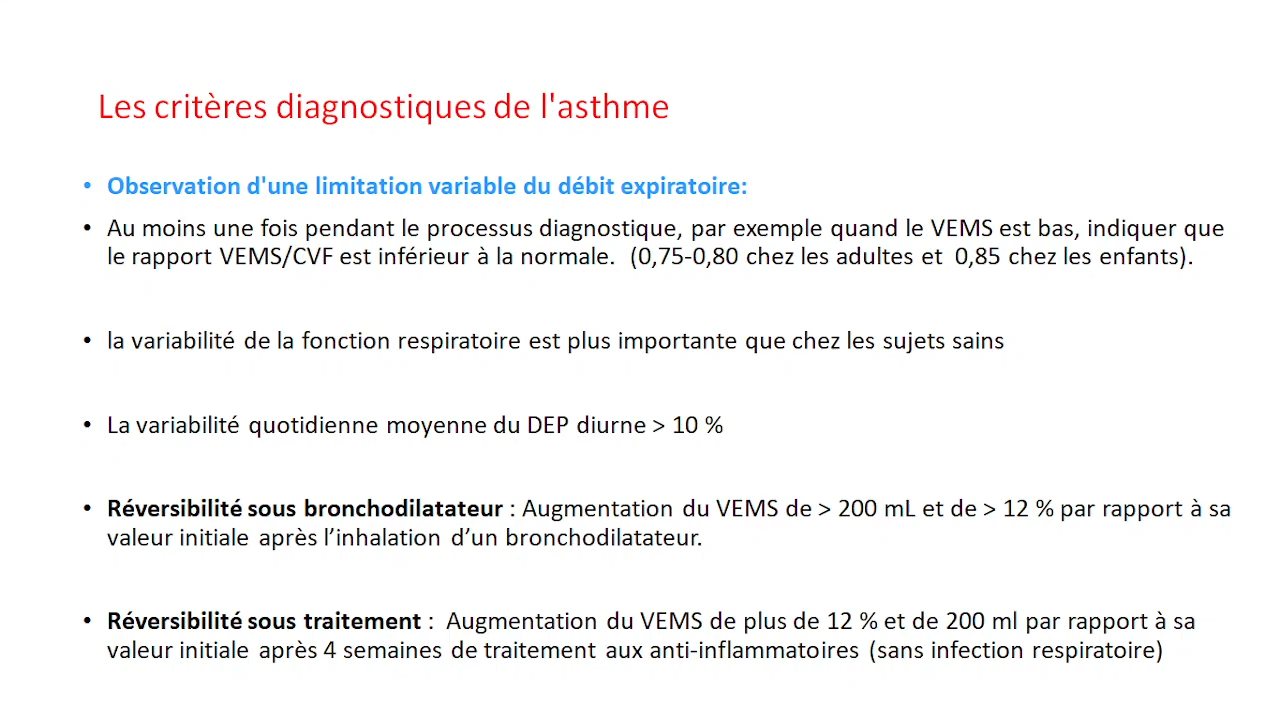 Les critères diagnostiques de l'asthme
• Observation d'une limitation variable du débit expiratoire:
• Au moins une fois pendant le processus diagnostique, par exemple quand le VEMS est bas, indiquer que
le rapport VEMS/CVF est inférieur à la normale.  (0,75-0,80 chez les adultes et  0,85 chez les enfants).
• la variabilité de la fonction respiratoire est plus importante que chez les sujets sains
• La variabilité quotidienne moyenne du DEP diurne > 10 %
• Réversibilité sous bronchodilatateur : Augmentation du VEMS de > 200 mL et de > 12 % par rapport à sa
valeur initiale après l’inhalation d’un bronchodilatateur.
• Réversibilité sous traitement :  Augmentation du VEMS de plus de 12 % et de 200 ml par rapport à sa
valeur initiale après 4 semaines de traitement aux anti-inflammatoires (sans infection respiratoire)